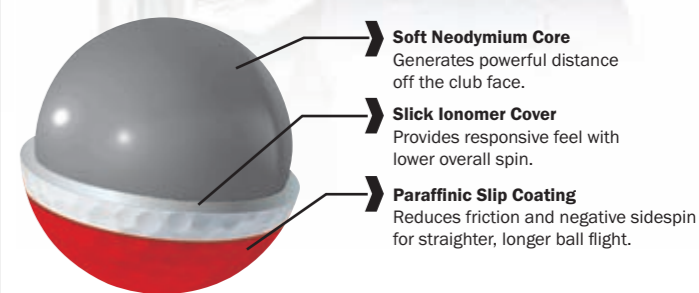 Soft Neodymium Core
Generates powerful distance
off the club face.
Slick Ionomer Cover
Provides responsive feel with
lower overall spin.
Paraffinic Slip Coating
Reduces friction and negative sidespin
for straighter, longer ball flight.